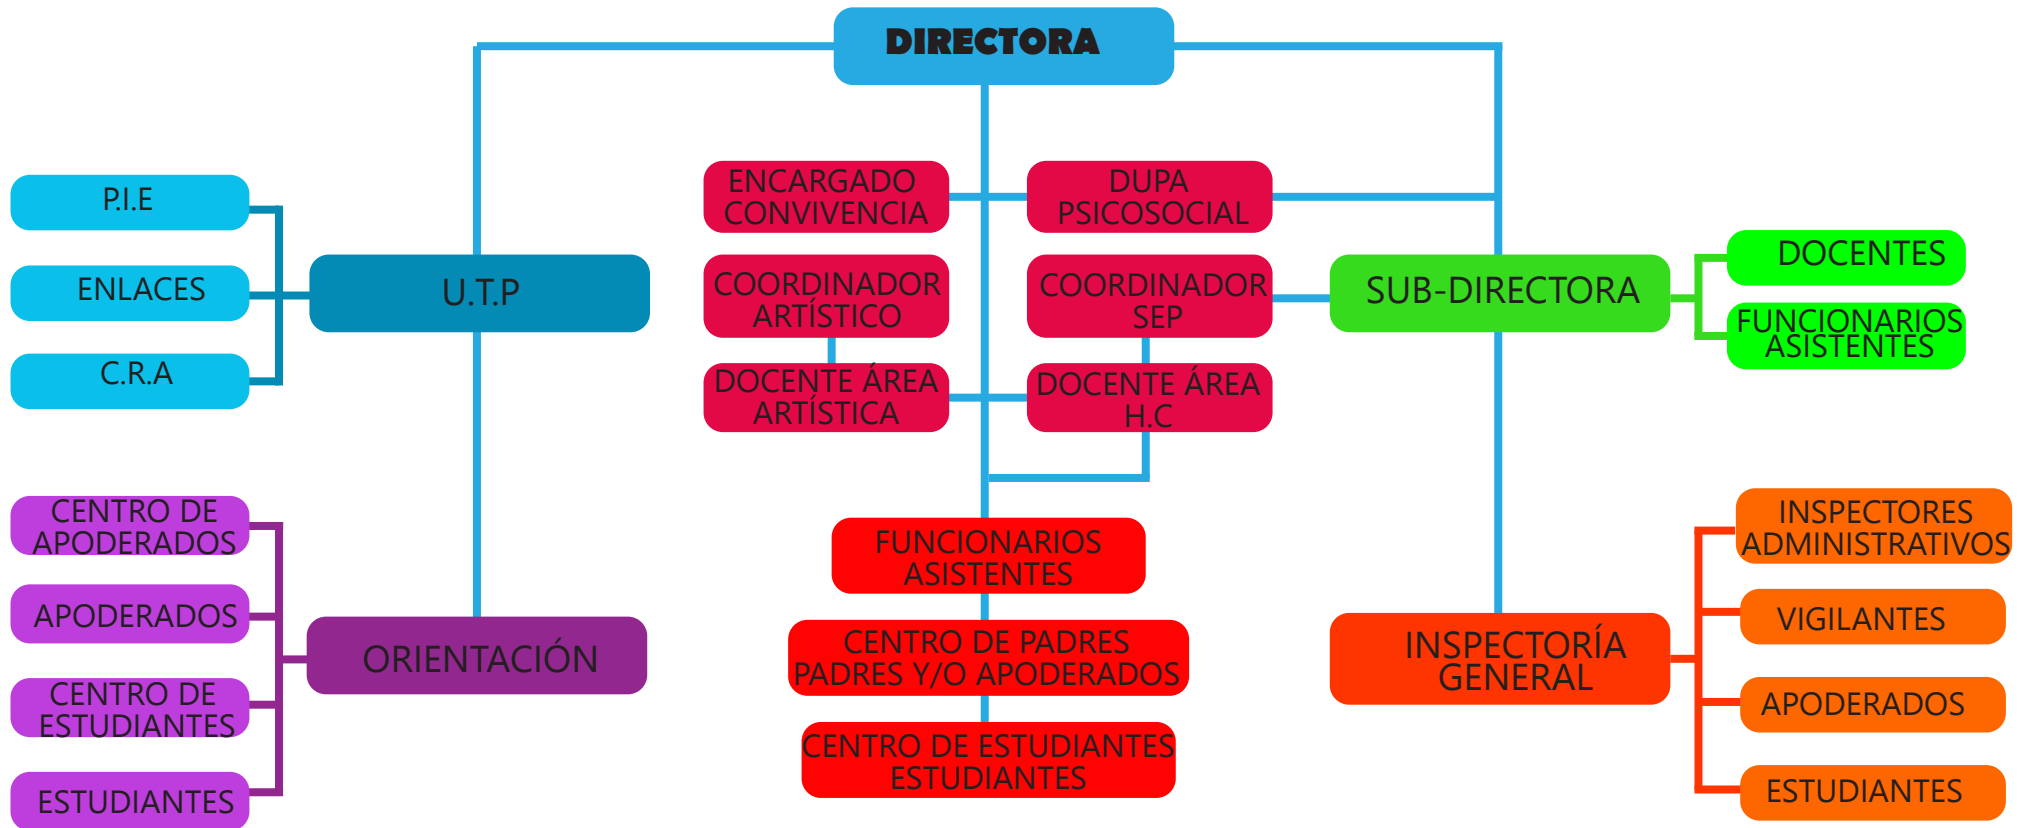 DIRECTORA
P.I.E
ENLACES
C.R.A
U.T.P
ENCARGADO
CONVIVENCIA
DUPA
PSICOSOCIAL
COORDINADOR
ARTÍSTICO
COORDINADOR
SEP
DOCENTE ÁREA
ARTÍSTICA
DOCENTE ÁREA
H.C
SUB-DIRECTORA
DOCENTES
FUNCIONARIOS
ASISTENTES
CENTRO DE
APODERADOS
APODERADOS
CENTRO DE
ESTUDIANTES
ESTUDIANTES
ORIENTACIÓN
FUNCIONARIOS
ASISTENTES
CENTRO DE PADRES
PADRES Y/O APODERADOS
CENTRO DE ESTUDIANTES
ESTUDIANTES
INSPECTORÍA
GENERAL
INSPECTORES
ADMINISTRATIVOS
VIGILANTES
APODERADOS
ESTUDIANTES